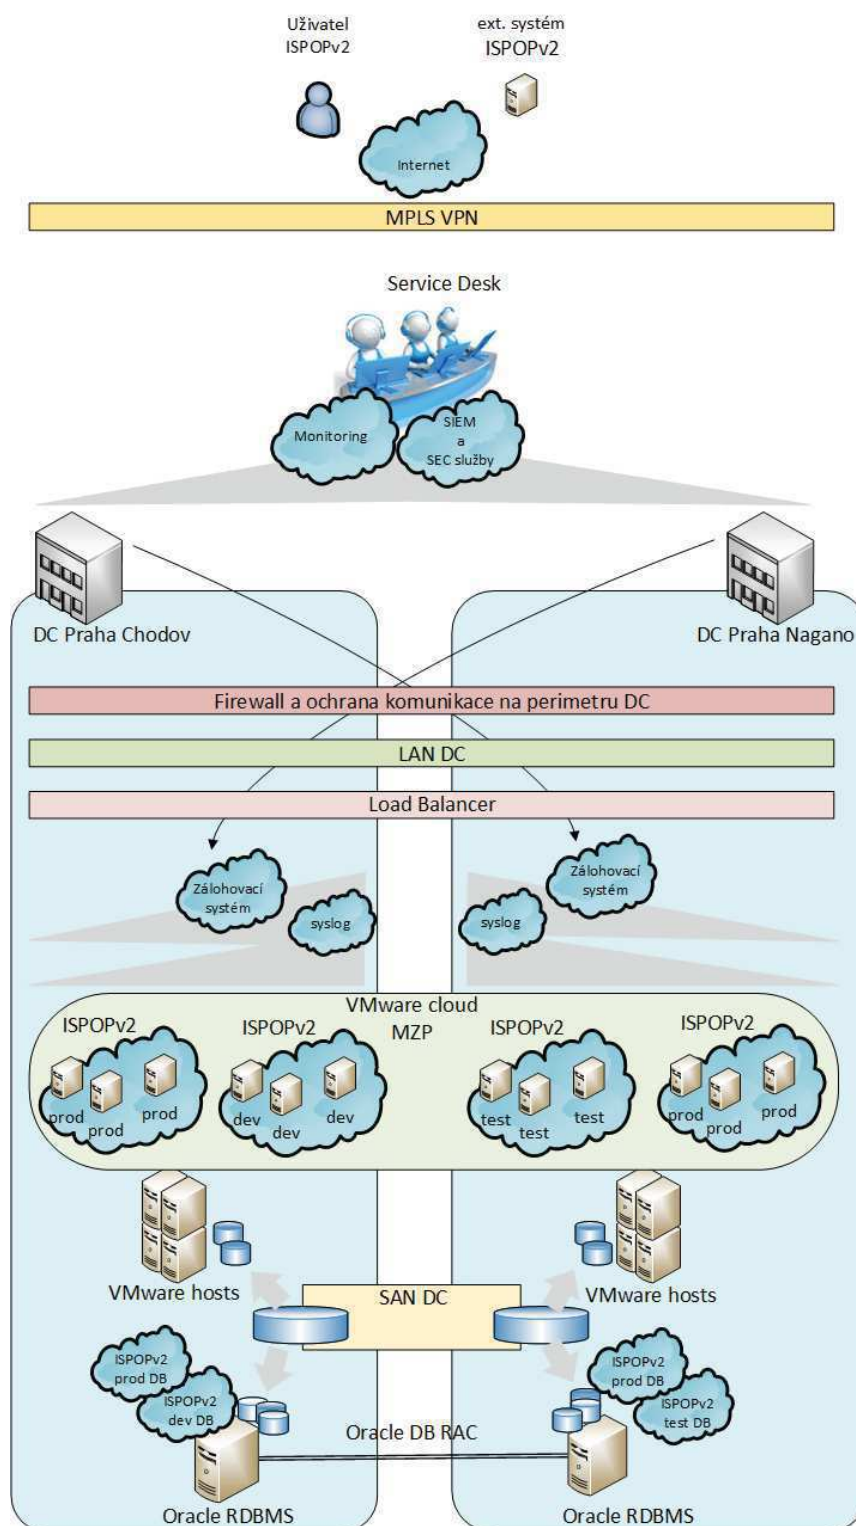 Uživatel
ISPOPv2
ext. systém
ISPOPv2
Internet
MPLS VPN
Service Desk
Monitoring
SIEM
a
SEC služby
DC Praha Chodov
DC Praha Nagano
Firewall a ochrana komunikace na perimetru DC
LAN DC
Load Balancer
Zálohovací
systém
syslog
Zálohovací
systém
syslog
VMware cloud
MZP
ISPOPv2
prod
prod
prod
ISPOPv2
dev
dev
dev
ISPOPv2
test
test
test
ISPOPv2
prod
prod
prod
VMware hosts
VMware hosts
SAN DC
ISPOPv2
prod DB
ISPOPv2
dev DB
ISPOPv2
prod DB
ISPOPv2
test DB
Oracle DB RAC
Oracle RDBMS
Oracle RDBMS